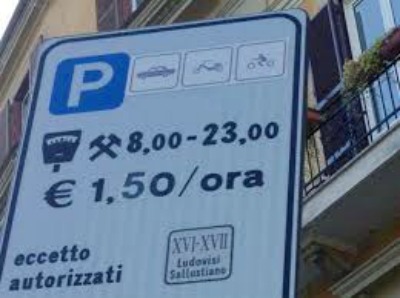 P
8,00-23,00
€ 1,50/ora
eccetto
autorizzati
XVI-XVII
Ludovisi
Sallustiano